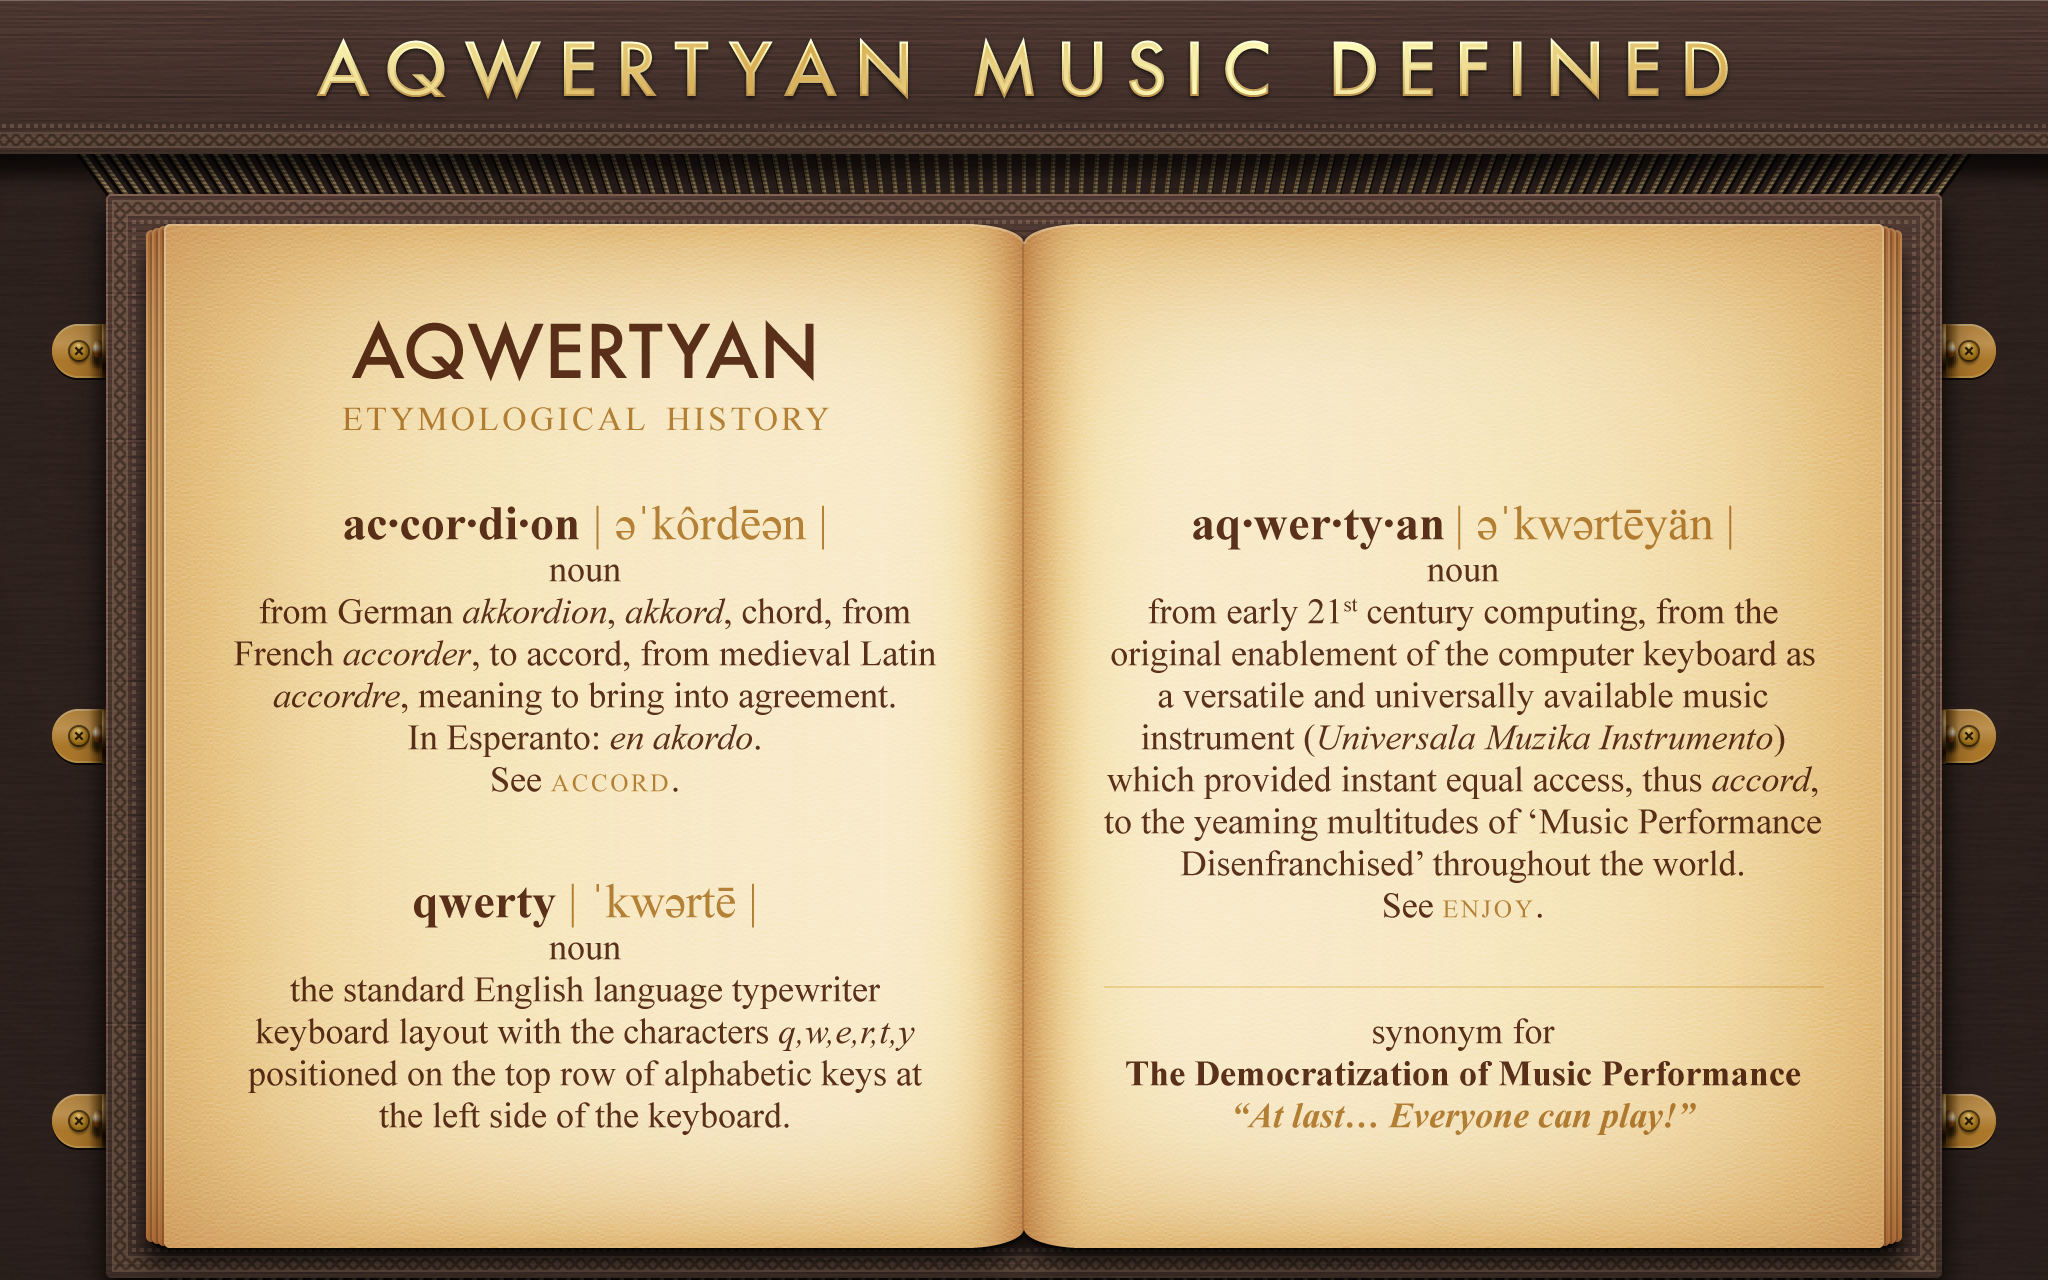 AQWERTYAN MUSIC DEFINED
AQWERTYAN
ETYMOLOGICAL HISTORY
ac·cor·di·on | əˈkôrdēən |
noun
from German akkordion, akkord, chord, from
French accorder, to accord, from medieval Latin
accordre, meaning to bring into agreement.
In Esperanto: en akordo.
See ACCORD.
qwerty | ˈkwərtē |
noun
the standard English language typewriter
keyboard layout with the characters q,w,e,r,t,y
positioned on the top row of alphabetic keys at
the left side of the keyboard.
aq·wer·ty·an | əˈkwərtēyän |
noun
from early 21st century computing, from the
original enablement of the computer keyboard as
a versatile and universally available music
instrument (Universala Muzika Instrumento)
which provided instant equal access, thus accord,
to the yeaming multitudes of ‘Music Performance
Disenfranchised’ throughout the world.
See ENJOY.
synonym for
The Democratization of Music Performance
“At last… Everyone can play!”